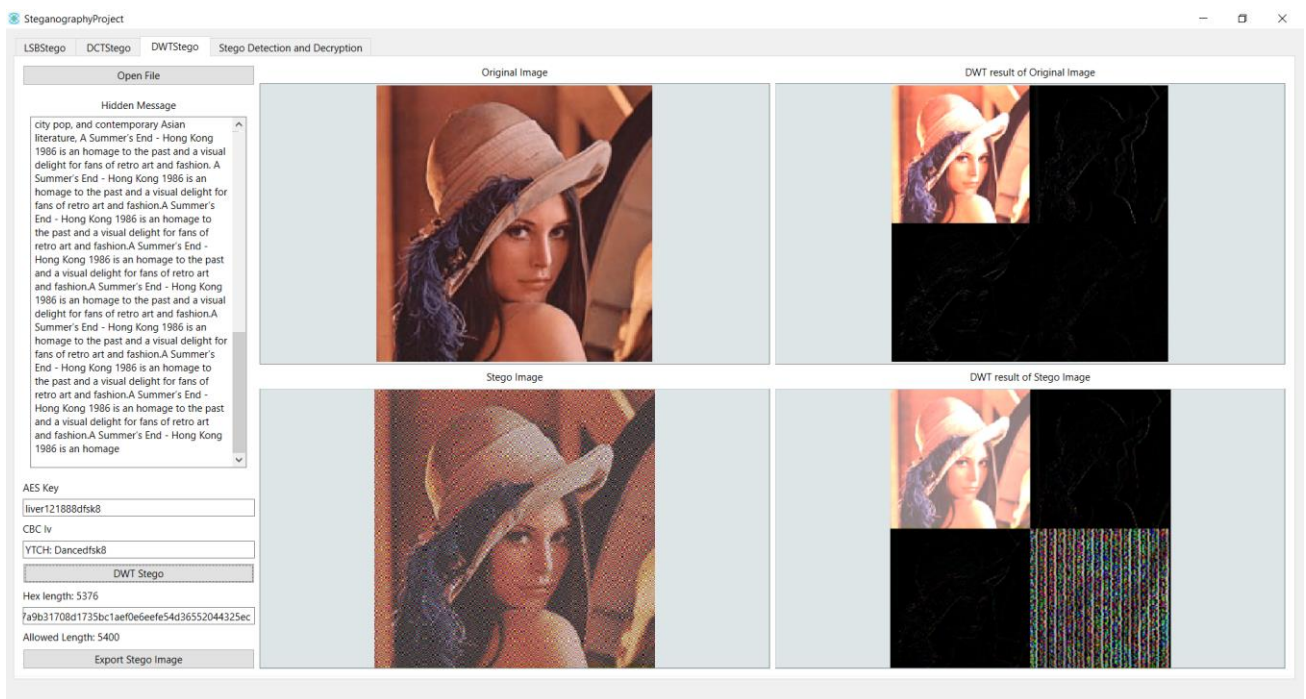 SteganographyProject
LSBStego DCTStego DWTStego Stego Detection and Decryption
Open File
Hidden Message
city pop, and contemporary Asian
literature, A Summer's End - Hong Kong
1986 is an homage to the past and a visual
delight for fans of retro art and fashion. A
Summer's End - Hong Kong 1986 is an
homage to the past and a visual delight for
fans of retro art and fashion.A Summer's
End - Hong Kong 1986 is an homage to
the past and a visual delight for fans of
retro art and fashion.A Summer's End -
Hong Kong 1986 is an homage to the past
and a visual delight for fans of retro art
and fashion.A Summer's End - Hong Kong
1986 is an homage to the past and a visual
delight for fans of retro art and fashion.A
Summer's End - Hong Kong 1986 is an
homage to the past and a visual delight for
fans of retro art and fashion.A Summer's
End - Hong Kong 1986 is an homage to
the past and a visual delight for fans of
retro art and fashion.A Summer's End -
Hong Kong 1986 is an homage to the past
and a visual delight for fans of retro art
and fashion.A Summer's End - Hong Kong
1986 is an homage
AES Key
liver121888dfsk8
CBC Iv
YTCH: Dancedfsk8
DWT Stego
Hex length: 5376
7a9b31708d1735bc1aef0e6eefe54d36552044325ec
Allowed Length: 5400
Export Stego Image
Original Image
DWT result of Original Image
Stego Image
DWT result of Stego Image